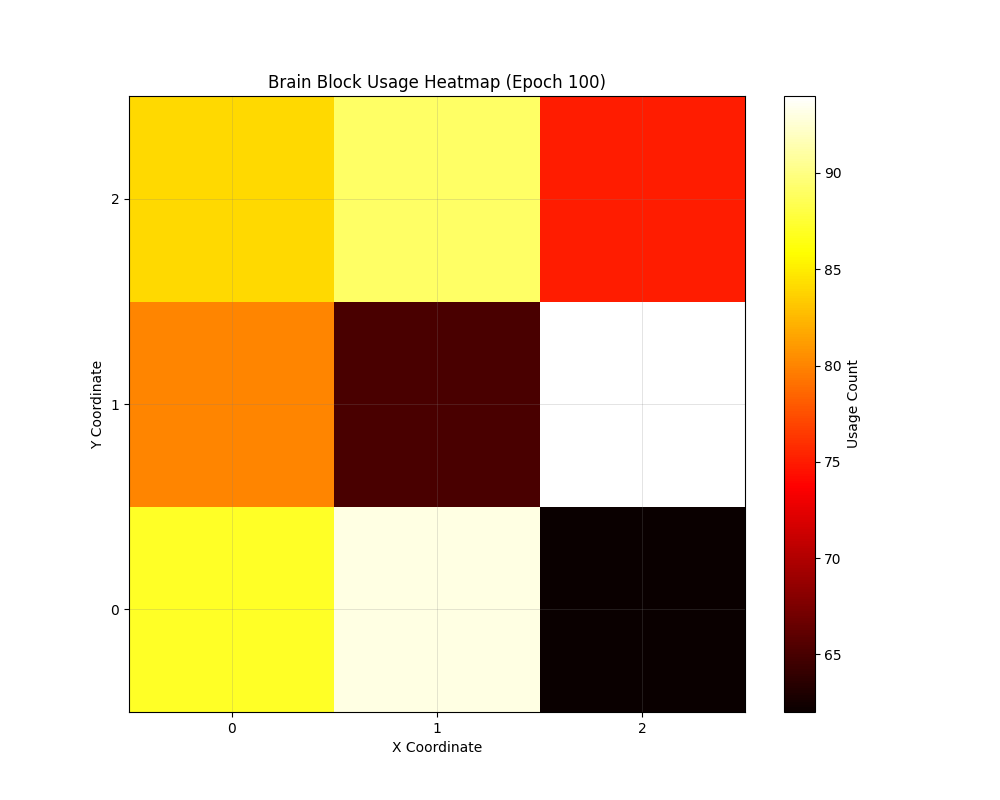 Brain Block Usage Heatmap (Epoch 100)
2
1
0
Y Coordinate
0 1 2
X Coordinate
90
85
80
75
70
65
Usage Count